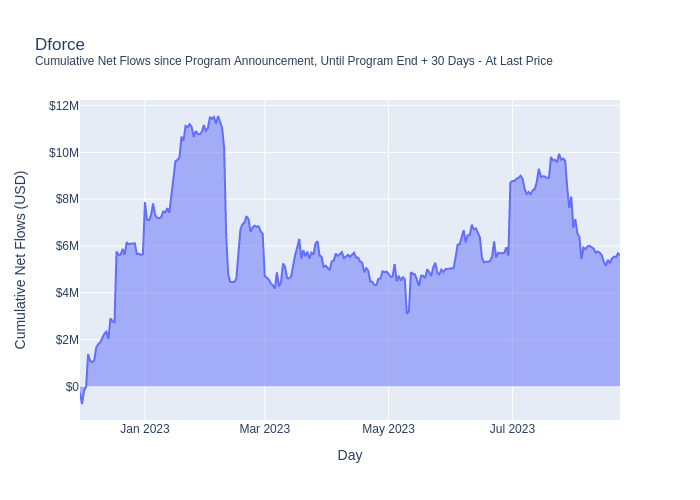 Dforce
Cumulative Net Flows since Program Announcement, Until Program End + 30 Days - At Last Price
$12M
$10M
$8M
$6M
$4M
$2M
$0
Cumulative Net Flows (USD)
Jan 2023
Mar 2023
May 2023
Jul 2023
Day